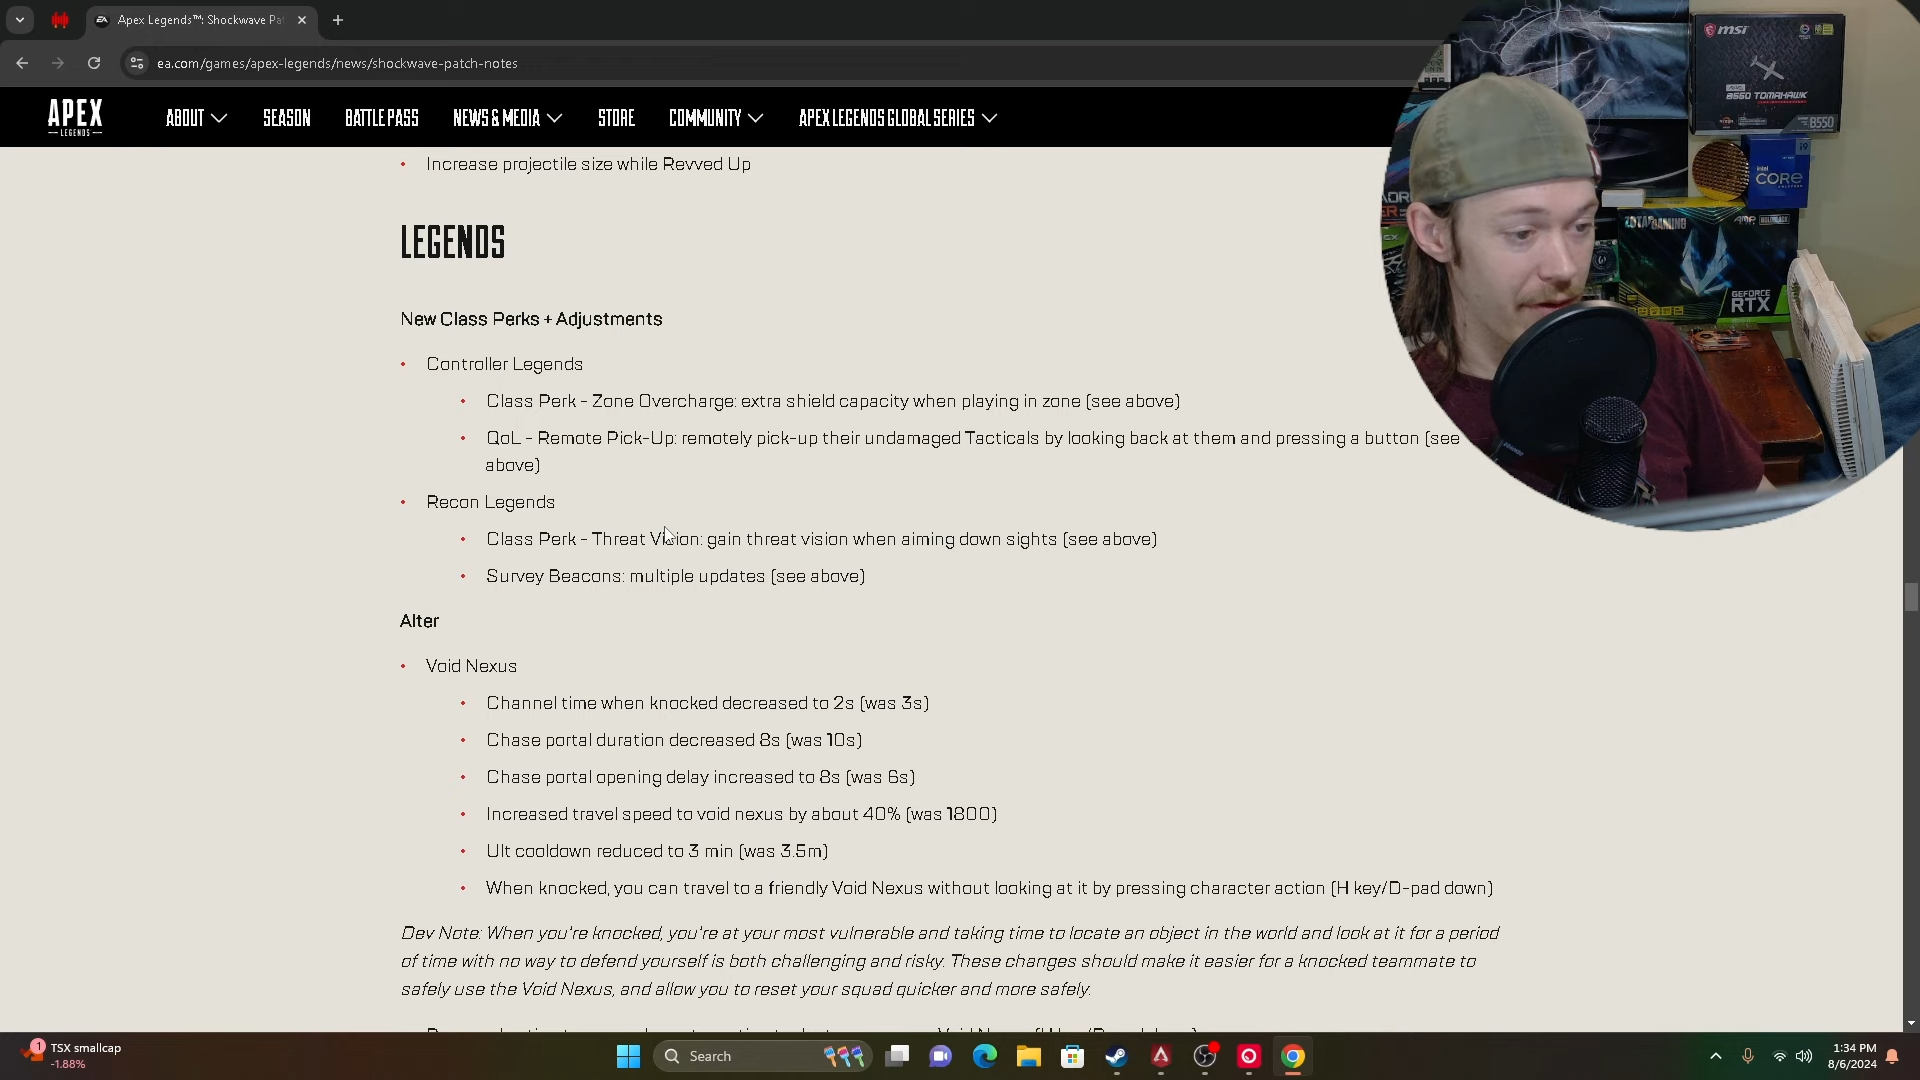 Apex Legends™: Shockwave Pa
ea.com/games/apex-legends/news/shockwave-patch-notes
APEX
LEGENDS
ABOUT
SEASON
BATTLE PASS
NEWS & MEDIA
STORE
COMMUNITY
APEX LEGENDS GLOBAL SERIES
• Increase projectile size while Revved Up
LEGENDS
New Class Perks + Adjustments
• Controller Legends
• Class Perk - Zone Overcharge: extra shield capacity when playing in zone (see above)
• QoL - Remote Pick-Up: remotely pick-up their undamaged Tacticals by looking back at them and pressing a button (see
above)
• Recon Legends
• Class Perk - Threat Vision: gain threat vision when aiming down sights (see above)
• Survey Beacons: multiple updates (see above)
Alter
• Void Nexus
• Channel time when knocked decreased to 2s (was 3s)
• Chase portal duration decreased 8s (was 10s)
• Chase portal opening delay increased to 8s (was 6s)
• Increased travel speed to void nexus by about 40% (was 1800)
• Ult cooldown reduced to 3 min (was 3.5m)
• When knocked, you can travel to a friendly Void Nexus without looking at it by pressing character action (H key/D-pad down)
Dev Note: When you're knocked, you're at your most vulnerable and taking time to locate an object in the world and look at it for a period
of time with no way to defend yourself is both challenging and risky. These changes should make it easier for a knocked teammate to
safely use the Void Nexus, and allow you to reset your squad quicker and more safely.
msi
B550 TOMAHAWK
B550
intel
CORE
i9
ZOTAC GAMING
AMP
GEFORCE
RTX
1
TSX smallcap
-1.88%
Search
1:34 PM
8/6/2024